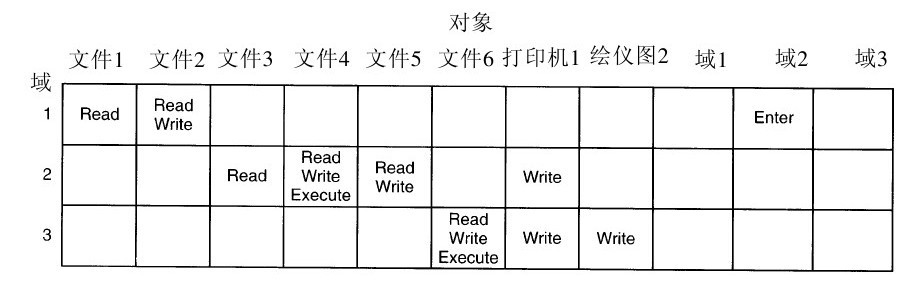 对象
文件1 文件2 文件3 文件4 文件5 文件6 打印机1 绘仪图2 域1 域2 域3
域
1 Read Read Write Enter
2 Read Read Write Execute Read Write Write
3 Read Write Execute Write Write